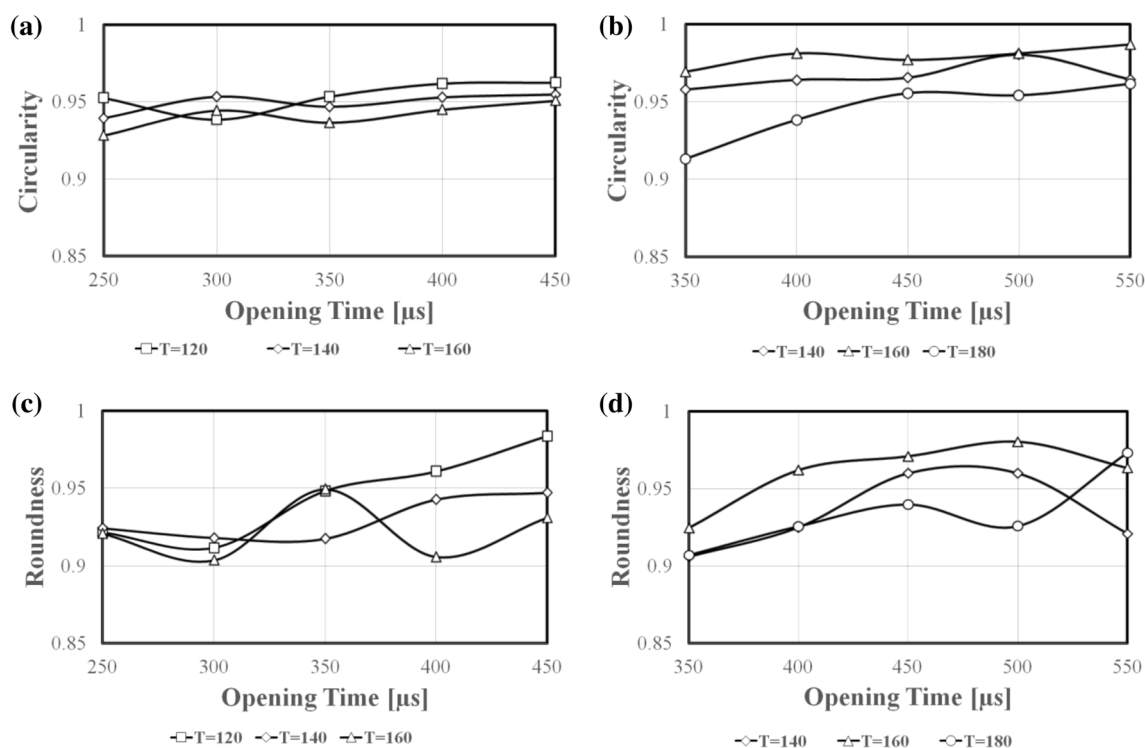 (a)
1
0.95
0.9
0.85
Circularity
250 300 350 400 450
Opening Time [µs]
T=120 T=140 T=160
(b)
1
0.95
0.9
0.85
Circularity
350 400 450 500 550
Opening Time [µs]
T=140 T=160 T=180
(c)
1
0.95
0.9
0.85
Roundness
250 300 350 400 450
Opening Time [µs]
T=120 T=140 T=160
(d)
1
0.95
0.9
0.85
Roundness
350 400 450 500 550
Opening Time [µs]
T=140 T=160 T=180